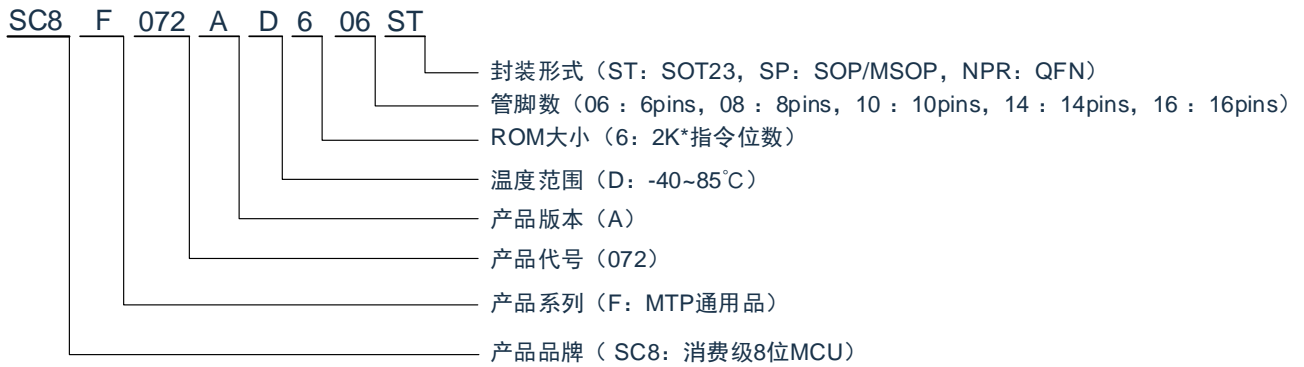 SC8 F 072 A D 6 06 ST
封装形式（ST：SOT23，SP：SOP/MSOP，NPR：QFN）
管脚数（06 : 6pins，08 : 8pins，10 : 10pins，14 : 14pins，16 : 16pins）
ROM大小（6：2K*指令位数）
温度范围（D：-40~85℃）
产品版本（A）
产品代号（072）
产品系列（F：MTP通用品）
产品品牌（ SC8：消费级8位MCU）